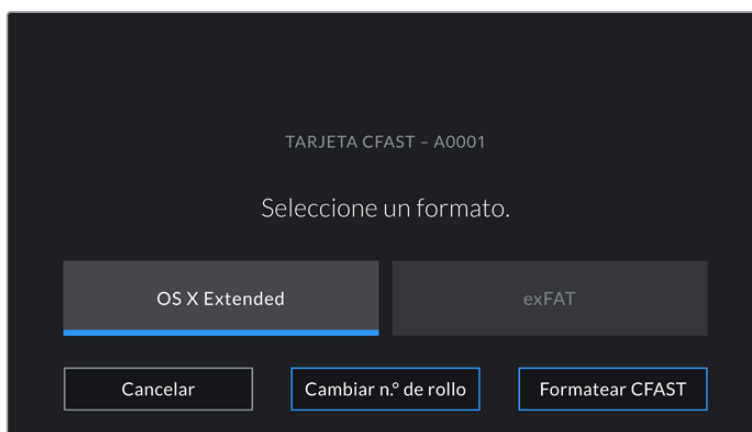 TARJETA CFAST – A0001
Seleccione un formato.
OS X Extended exFAT
Cancelar Cambiar n.º de rollo Formatear CFAST